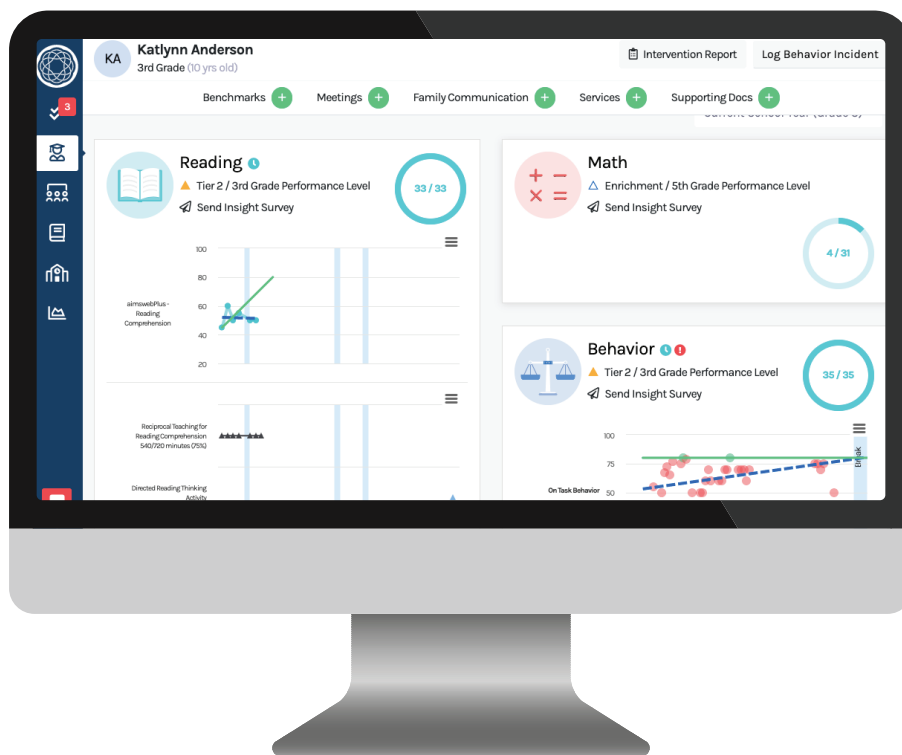 KA
Katlynn Anderson
3rd Grade (10 yrs old)
Intervention Report
Log Behavior Incident
3
Benchmarks +
Meetings +
Family Communication +
Services +
Supporting Docs +
Reading
Tier 2 / 3rd Grade Performance Level
Send Insight Survey
33 / 33
100
80
60
40
20
aimswebPlus -
Reading
Comprehension
Reciprocal Teaching for
Reading Comprehension
540/720 minutes (75%)
Directed Reading Thinking
Activity
Math
Enrichment / 5th Grade Performance Level
Send Insight Survey
4 / 31
Behavior
Tier 2 / 3rd Grade Performance Level
Send Insight Survey
35 / 35
100
75
50
On Task Behavior
Break